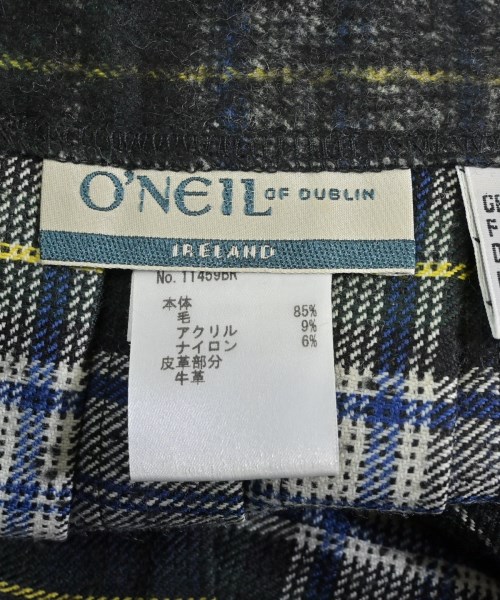 O'NEIL OF DUBLIN
IRELAND
No. 11459BR
本体
毛 85%
アクリル 9%
ナイロン 6%
皮革部分
牛革